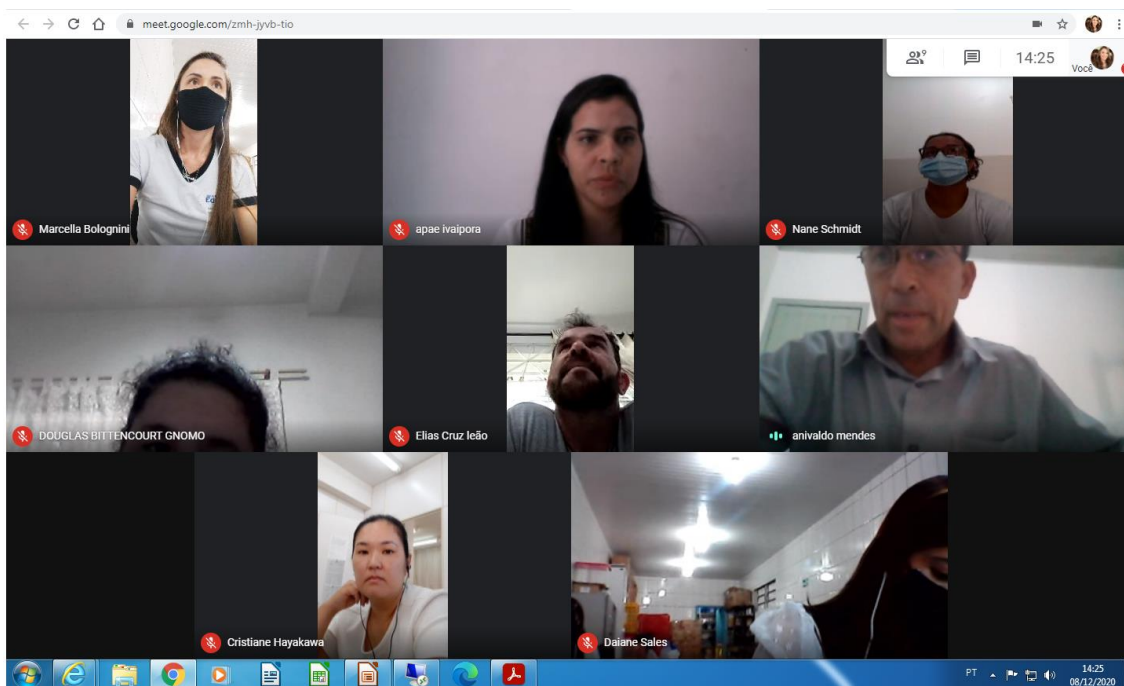 meet.google.com/zmh-jyvb-tio
14:25
Você
Marcella Bolognini
apae ivaipora
Nane Schmidt
DOUGLAS BITTENCOURT GNOMO
Elias Cruz leão
anivaldo mendes
Cristiane Hayakawa
Daiane Sales
PT
14:25
08/12/2020